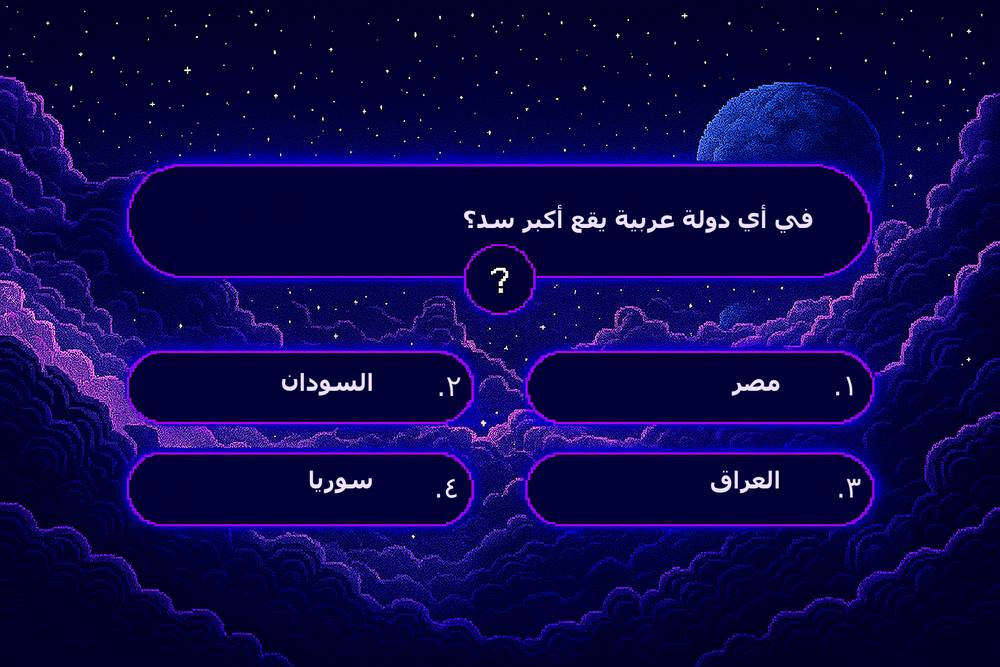 في أي دولة عربية يقع أكبر سد؟
?
١. مصر
٢. السودان
٣. العراق
٤. سوريا